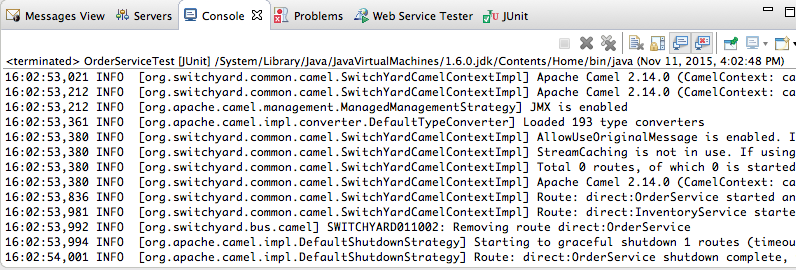 Messages View Servers Console Problems Web Service Tester JUnit
<terminated> OrderServiceTest [JUnit] /System/Library/Java/JavaVirtualMachines/1.6.0.jdk/Contents/Home/bin/java (Nov 11, 2015, 4:02:48 PM)
16:02:53,021 INFO [org.switchyard.common.camel.SwitchYardCamelContextImpl] Apache Camel 2.14.0 (CamelContext: ca
16:02:53,212 INFO [org.switchyard.common.camel.SwitchYardCamelContextImpl] Apache Camel 2.14.0 (CamelContext: ca
16:02:53,212 INFO [org.apache.camel.management.ManagedManagementStrategy] JMX is enabled
16:02:53,361 INFO [org.apache.camel.impl.converter.DefaultTypeConverter] Loaded 193 type converters
16:02:53,380 INFO [org.switchyard.common.camel.SwitchYardCamelContextImpl] AllowUseOriginalMessage is enabled. I
16:02:53,380 INFO [org.switchyard.common.camel.SwitchYardCamelContextImpl] StreamCaching is not in use. If using
16:02:53,380 INFO [org.switchyard.common.camel.SwitchYardCamelContextImpl] Total 0 routes, of which 0 is started
16:02:53,380 INFO [org.switchyard.common.camel.SwitchYardCamelContextImpl] Apache Camel 2.14.0 (CamelContext: ca
16:02:53,836 INFO [org.switchyard.common.camel.SwitchYardCamelContextImpl] Route: direct:OrderService started an
16:02:53,981 INFO [org.switchyard.common.camel.SwitchYardCamelContextImpl] Route: direct:InventoryService starte
16:02:53,992 INFO [org.switchyard.bus.camel] SWITCHYARD011002: Removing route direct:OrderService
16:02:53,994 INFO [org.apache.camel.impl.DefaultShutdownStrategy] Starting to graceful shutdown 1 routes (timeou
16:02:54,001 INFO [org.apache.camel.impl.DefaultShutdownStrategy] Route: direct:OrderService shutdown complete,